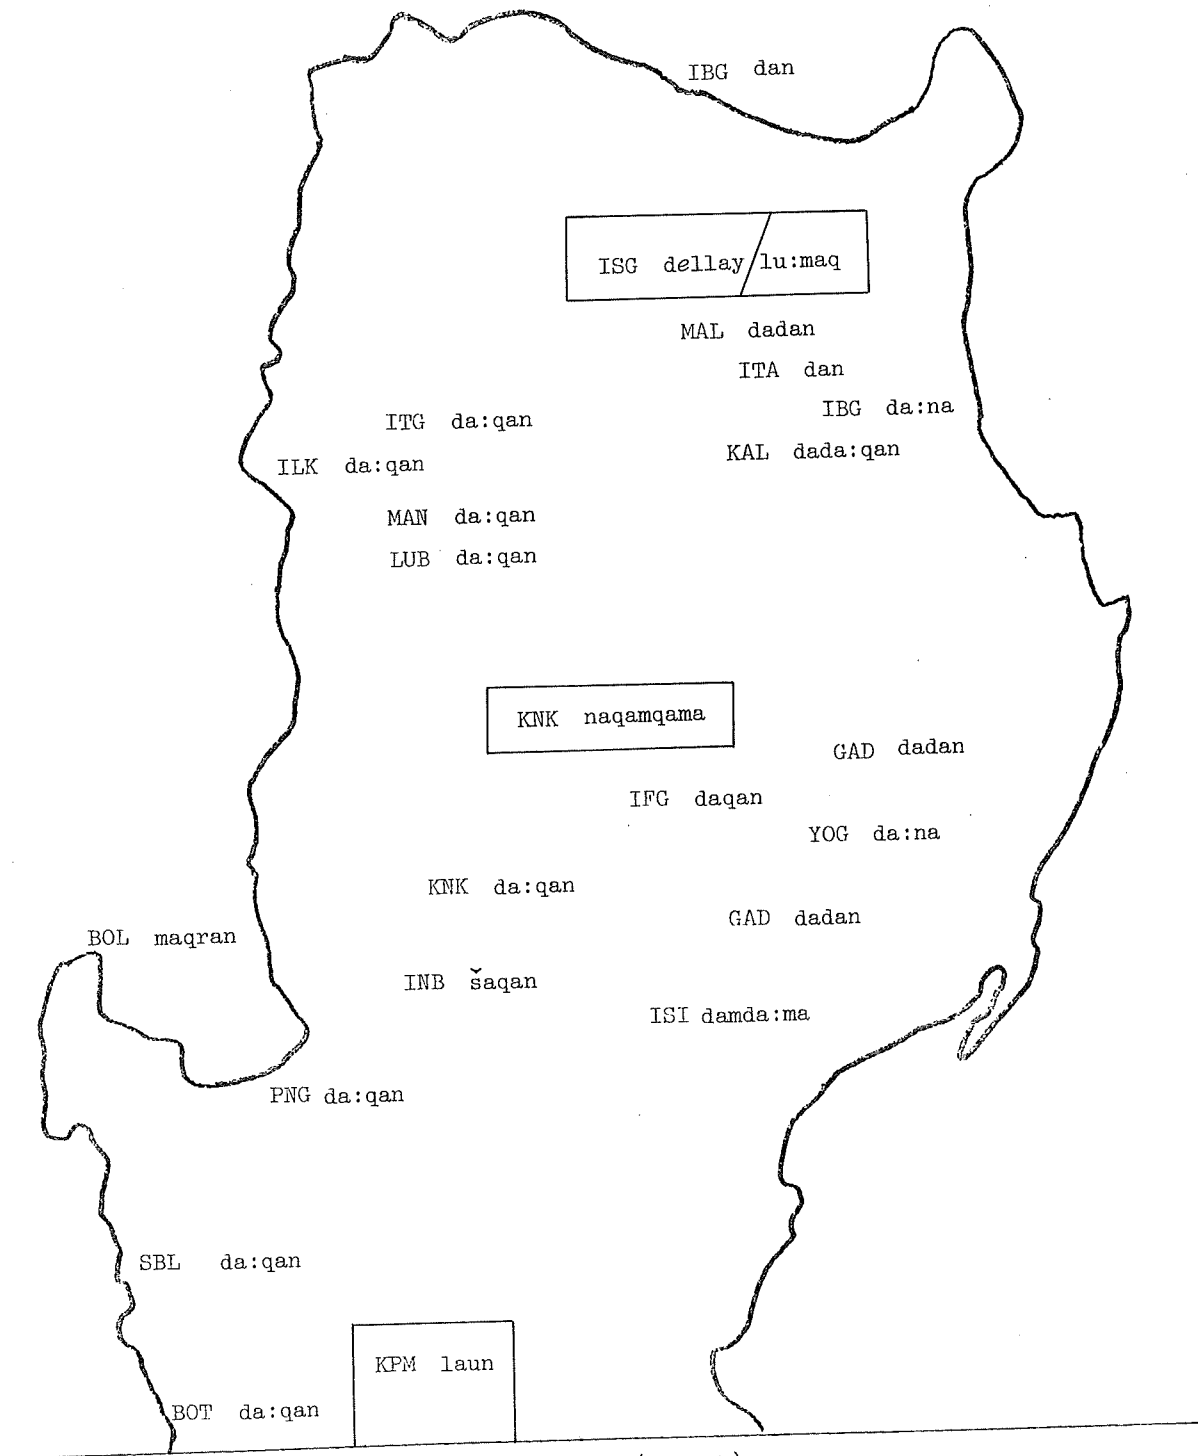 IBG dan
ISG dellay/lu:maq
MAL dadan
ITA dan
IBG da:na
ITG da:qan
KAL dada:qan
ILK da:qan
MAN da:qan
LUB da:qan
KNK naqamqama
GAD dadan
IFG daqan
YOG da:na
KNK da:qan
GAD dadan
BOL maqran
INB šaqan
ISI damda:ma
PNG da:qan
SBL da:qan
KPM laun
BOT da:qan